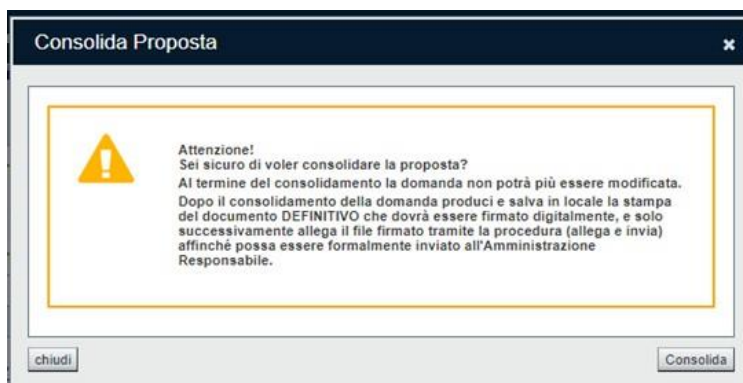 Consolida Proposta
Attenzione!
Sei sicuro di voler consolidare la proposta?
Al termine del consolidamento la domanda non potrà più essere modificata.
Dopo il consolidamento della domanda produci e salva in locale la stampa
del documento DEFINITIVO che dovrà essere firmato digitalmente, e solo
successivamente allega il file firmato tramite la procedura (allega e invia)
affinché possa essere formalmente inviato all'Amministrazione
Responsabile.
chiudi
Consolida